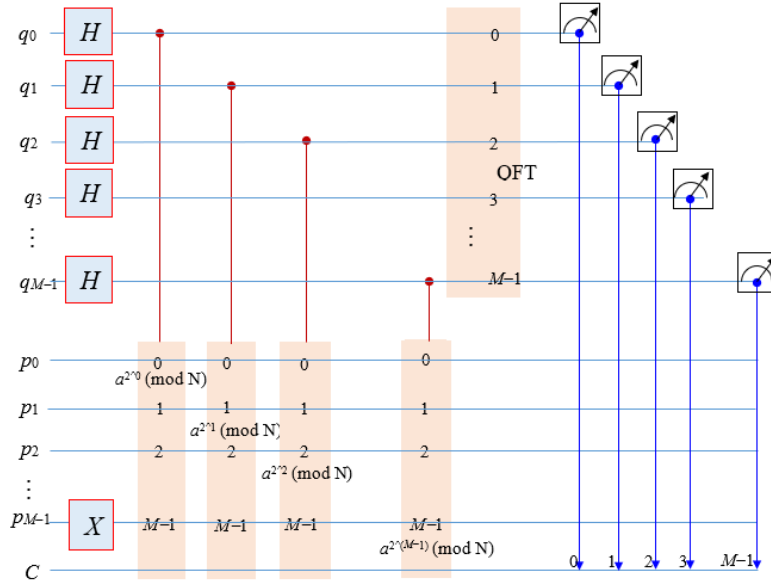 q0 H 0
q1 H 1
q2 H 2
QFT
q3 H 3
⋮ ⋮
qM−1 H M−1
p0 0 0 0 0
a^{2^0} (mod N)
p1 1 1 1 1
a^{2^1} (mod N)
p2 2 2 2 2
a^{2^2} (mod N)
⋮
pM−1 X M−1 M−1 M−1 M−1
a^{2^(M−1)} (mod N)
C 0 1 2 3 M−1